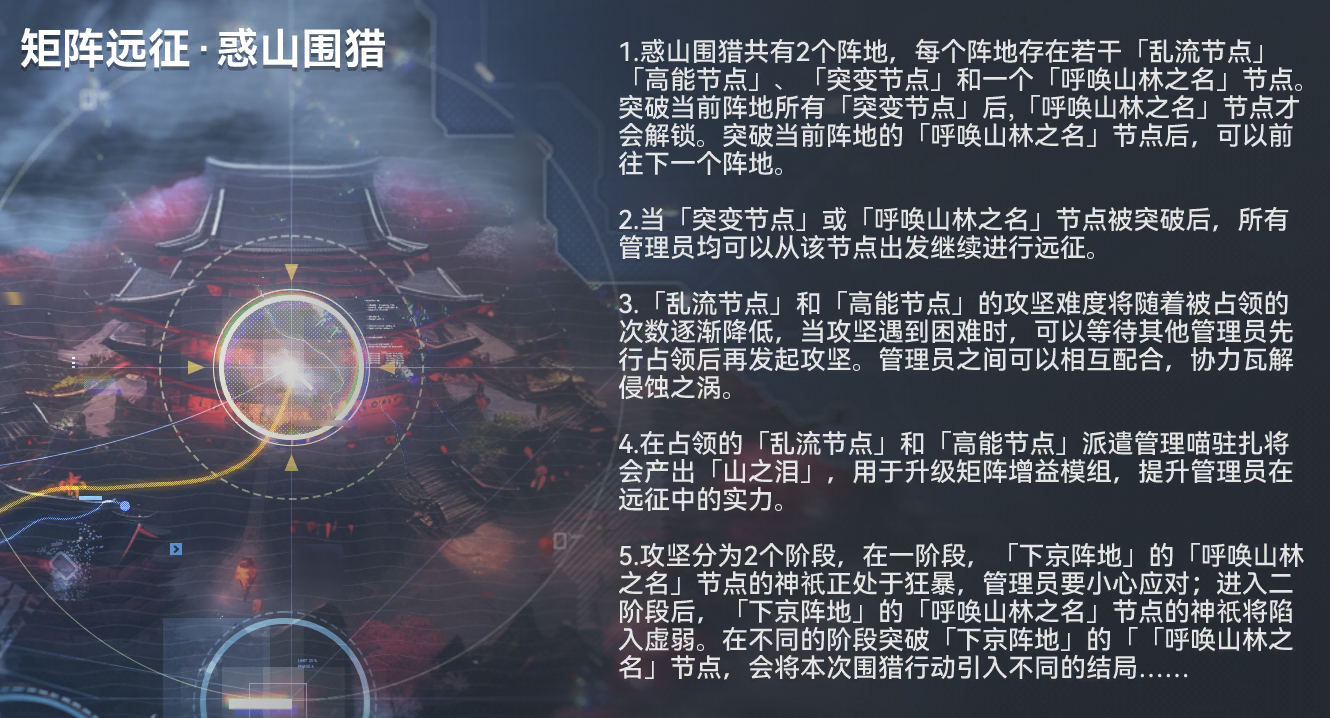 矩阵远征·惑山围猎
1.惑山围猎共有2个阵地，每个阵地存在若干「乱流节点」
「高能节点」、「突变节点」和一个「呼唤山林之名」节点。
突破当前阵地所有「突变节点」后,「呼唤山林之名」节点才
会解锁。突破当前阵地的「呼唤山林之名」节点后，可以前
往下一个阵地。
2.当「突变节点」或「呼唤山林之名」节点被突破后，所有
管理员均可以从该节点出发继续进行远征。
3.「乱流节点」和「高能节点」的攻坚难度将随着被占领的
次数逐渐降低，当攻坚遇到困难时，可以等待其他管理员先
行占领后再发起攻坚。管理员之间可以相互配合，协力瓦解
侵蚀之涡。
4.在占领的「乱流节点」和「高能节点」派遣管理喵驻扎将
会产出「山之泪」，用于升级矩阵增益模组，提升管理员在
远征中的实力。
5.攻坚分为2个阶段，在一阶段，「下京阵地」的「呼唤山林
之名」节点的神祇正处于狂暴，管理员要小心应对；进入二
阶段后，「下京阵地」的「呼唤山林之名」节点的神祇将陷
入虚弱。在不同的阶段突破「下京阵地」的「「呼唤山林之
名」节点，会将本次围猎行动引入不同的结局......